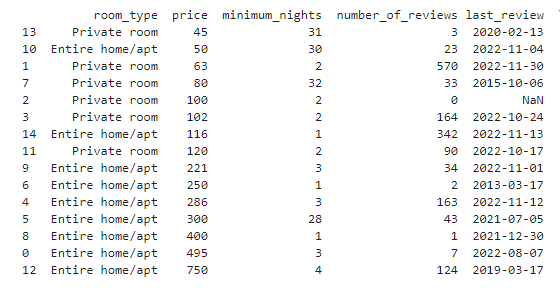 room_type price minimum_nights number_of_reviews last_review
13 Private room 45 31 3 2020-02-13
10 Entire home/apt 50 30 23 2022-11-04
1 Private room 63 2 570 2022-11-30
7 Private room 80 32 33 2015-10-06
2 Private room 100 2 0 NaN
3 Private room 102 2 164 2022-10-24
14 Entire home/apt 116 1 342 2022-11-13
11 Private room 120 2 90 2022-10-17
9 Entire home/apt 221 3 34 2022-11-01
6 Entire home/apt 250 1 2 2013-03-17
4 Entire home/apt 286 3 163 2022-11-12
5 Entire home/apt 300 28 43 2021-07-05
8 Entire home/apt 400 1 1 2021-12-30
0 Entire home/apt 495 3 7 2022-08-07
12 Entire home/apt 750 4 124 2019-03-17